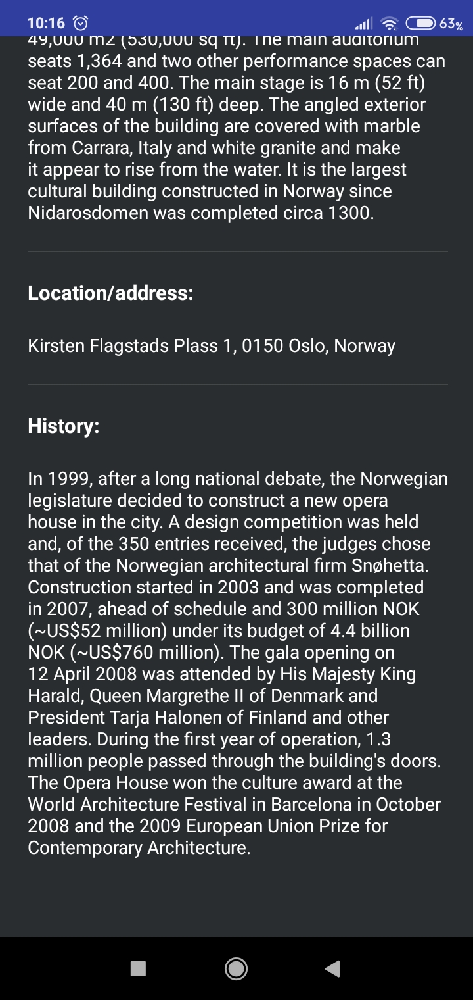 10:16
63%
49,000 m2 (530,000 sq ft). The main auditorium
seats 1,364 and two other performance spaces can
seat 200 and 400. The main stage is 16 m (52 ft)
wide and 40 m (130 ft) deep. The angled exterior
surfaces of the building are covered with marble
from Carrara, Italy and white granite and make
it appear to rise from the water. It is the largest
cultural building constructed in Norway since
Nidarosdomen was completed circa 1300.
Location/address:
Kirsten Flagstads Plass 1, 0150 Oslo, Norway
History:
In 1999, after a long national debate, the Norwegian
legislature decided to construct a new opera
house in the city. A design competition was held
and, of the 350 entries received, the judges chose
that of the Norwegian architectural firm Snøhetta.
Construction started in 2003 and was completed
in 2007, ahead of schedule and 300 million NOK
(~US$52 million) under its budget of 4.4 billion
NOK (~US$760 million). The gala opening on
12 April 2008 was attended by His Majesty King
Harald, Queen Margrethe II of Denmark and
President Tarja Halonen of Finland and other
leaders. During the first year of operation, 1.3
million people passed through the building's doors.
The Opera House won the culture award at the
World Architecture Festival in Barcelona in October
2008 and the 2009 European Union Prize for
Contemporary Architecture.